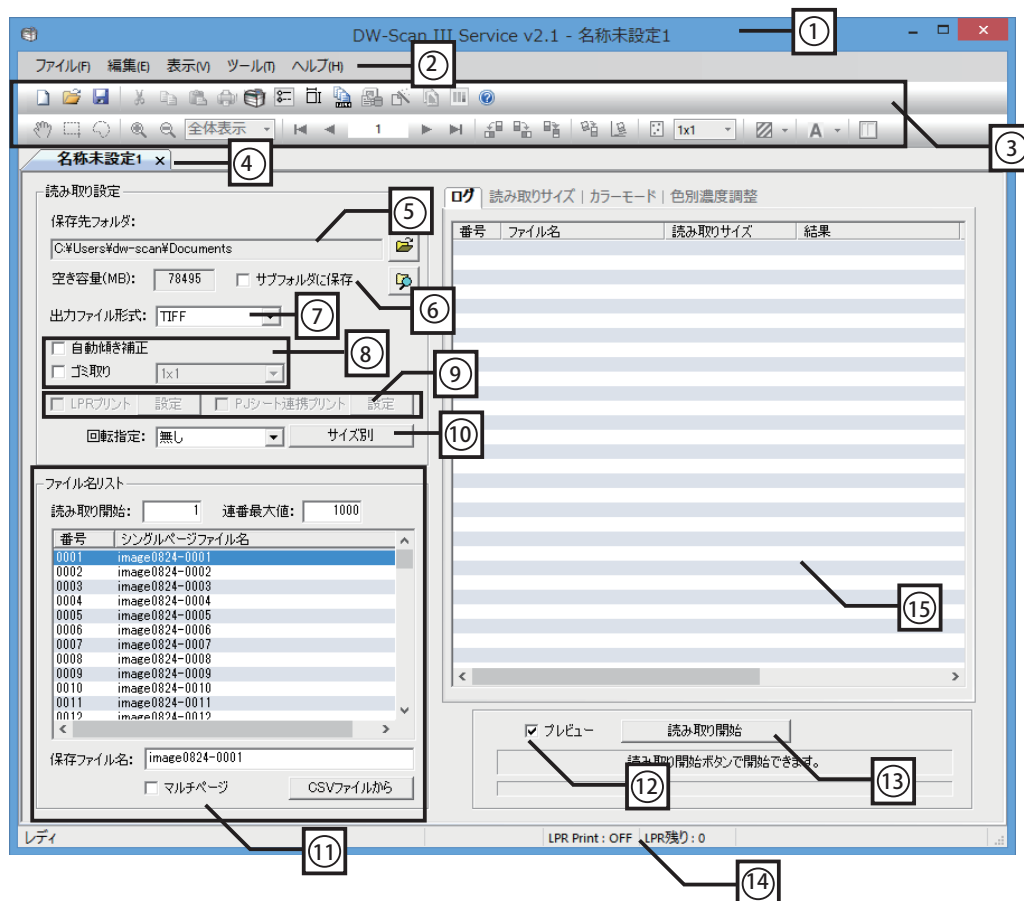 DW-Scan III Service v2.1 - 名称未設定1
①
ファイル(F) 編集(E) 表示(V) ツール(T) ヘルプ(H)
②
全体表示 1 1x1 A
③
名称未設定1 x
④
読み取り設定
保存先フォルダ:
⑤
C:¥Users¥dw-scan¥Documents
空き容量(MB): 78495 サブフォルダに保存
⑥
出力ファイル形式: TIFF
⑦
自動傾き補正
⑧
ゴミ取り 1x1
⑨
LPRプリント 設定 PJシート連携プリント 設定
回転指定: 無し サイズ別
⑩
ファイル名リスト
読み取り開始: 1 連番最大値: 1000
番号 シングルページファイル名
0001 image0824-0001
0002 image0824-0002
0003 image0824-0003
0004 image0824-0004
0005 image0824-0005
0006 image0824-0006
0007 image0824-0007
0008 image0824-0008
0009 image0824-0009
0010 image0824-0010
0011 image0824-0011
0012 image0824-0012
保存ファイル名: image0824-0001
マルチページ CSVファイルから
⑪
ログ 読み取りサイズ カラーモード 色別濃度調整
番号 ファイル名 読み取りサイズ 結果
⑮
プレビュー 読み取り開始
読み取り開始ボタンで開始できます。
⑫
⑬
レディ LPR Print : OFF LPR残り : 0
⑭